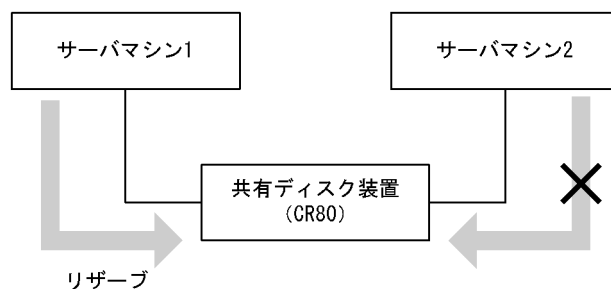 サーバマシン1
サーバマシン2
共有ディスク装置
(CR80)
リザーブ